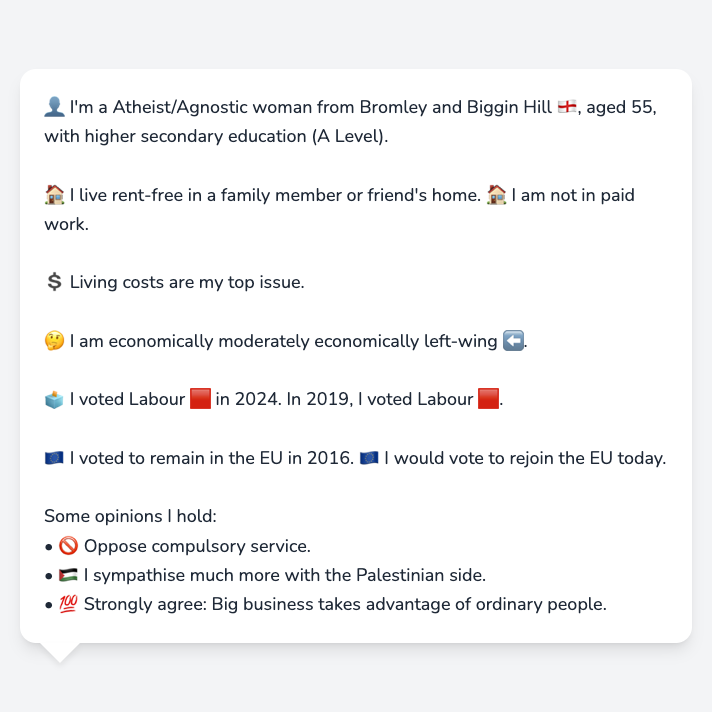 👤 I'm a Atheist/Agnostic woman from Bromley and Biggin Hill 🏴󠁧󠁢󠁥󠁮󠁧󠁿, aged 55,
with higher secondary education (A Level).
🏠 I live rent-free in a family member or friend's home. 🏠 I am not in paid
work.
💲 Living costs are my top issue.
🤔 I am economically moderately economically left-wing ⬅️.
🗳️ I voted Labour 🟥 in 2024. In 2019, I voted Labour 🟥.
🇪🇺 I voted to remain in the EU in 2016. 🇪🇺 I would vote to rejoin the EU today.
Some opinions I hold:
• 🚫 Oppose compulsory service.
• 🇵🇸 I sympathise much more with the Palestinian side.
• 💯 Strongly agree: Big business takes advantage of ordinary people.